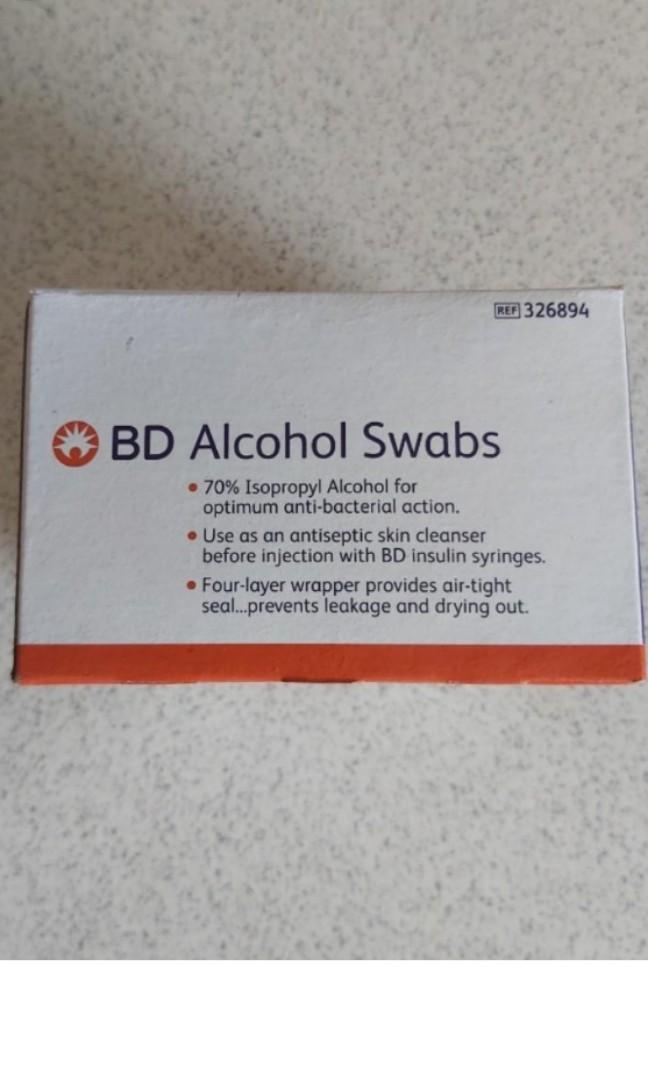 REF 326894
BD Alcohol Swabs
• 70% Isopropyl Alcohol for
optimum anti-bacterial action.
• Use as an antiseptic skin cleanser
before injection with BD insulin syringes.
• Four-layer wrapper provides air-tight
seal...prevents leakage and drying out.